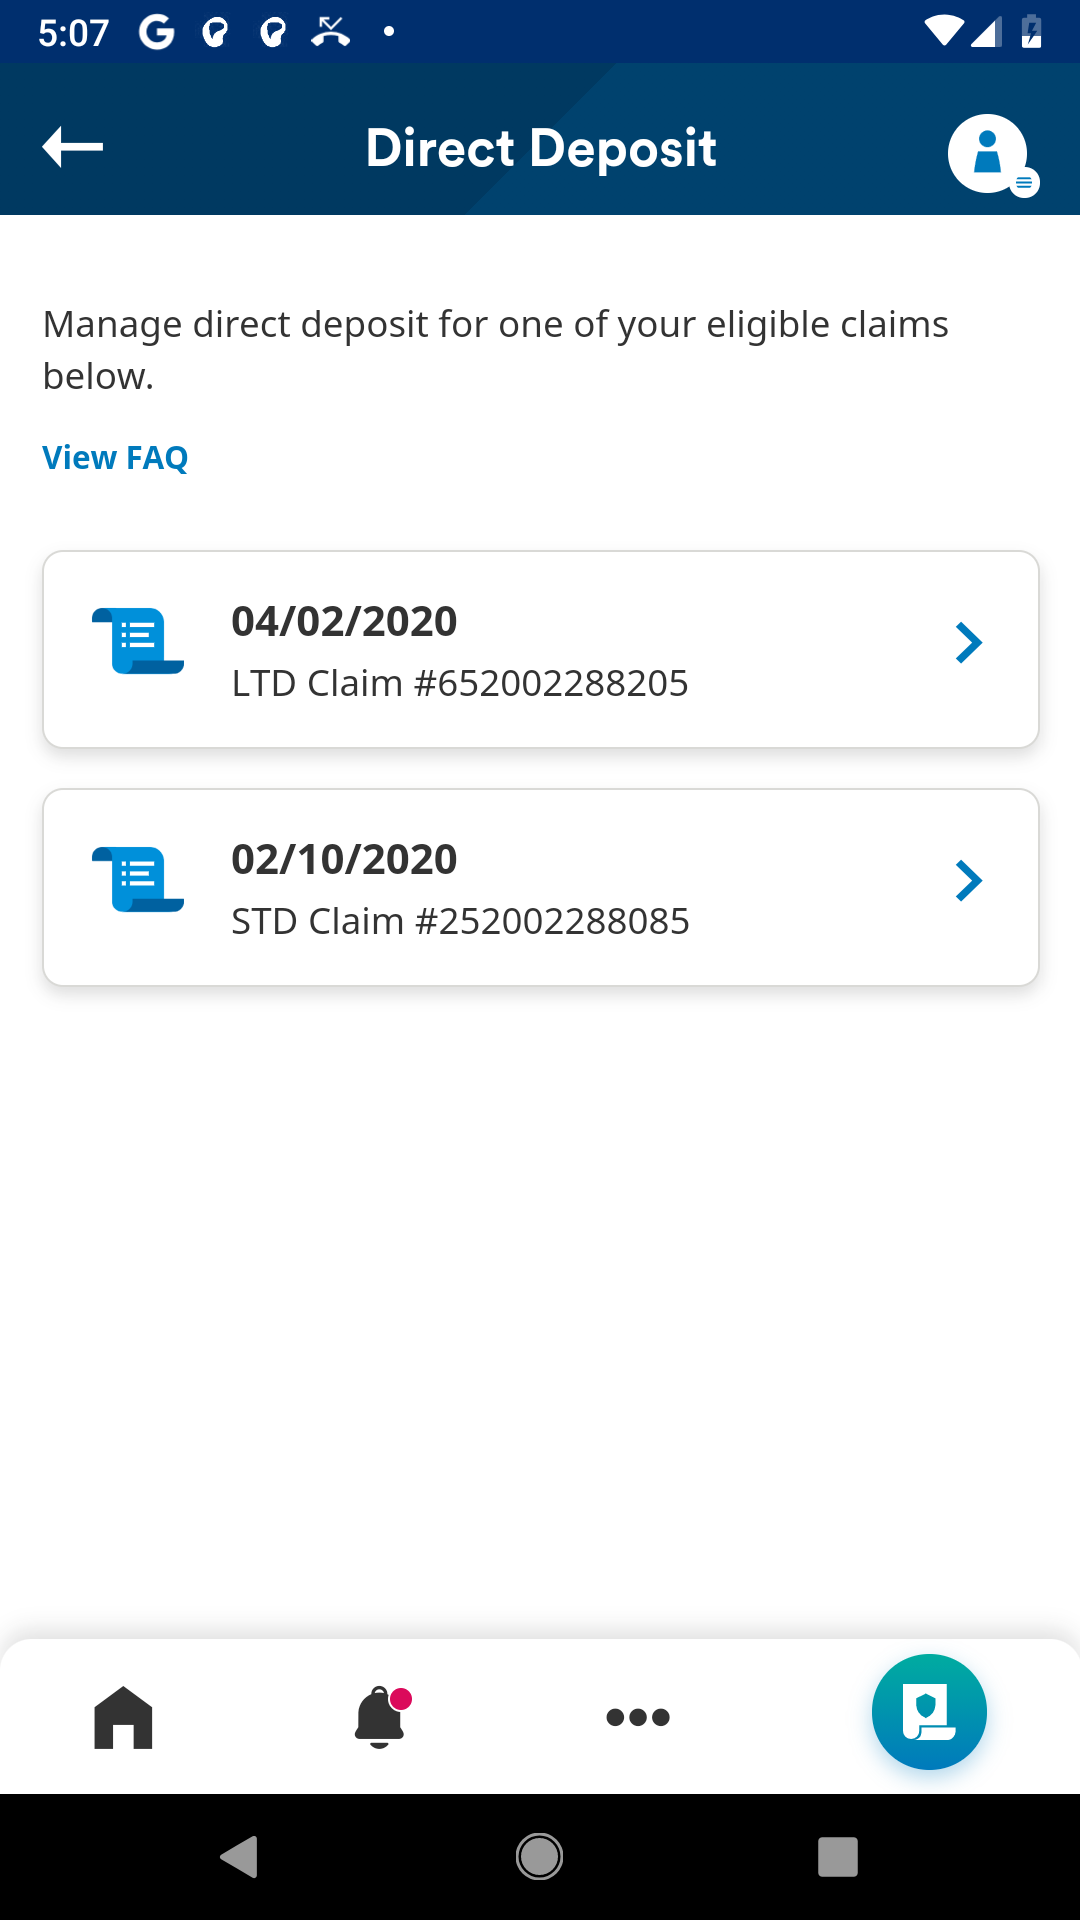 5:07
Direct Deposit
Manage direct deposit for one of your eligible claims
below.
View FAQ
04/02/2020
LTD Claim #652002288205
02/10/2020
STD Claim #252002288085